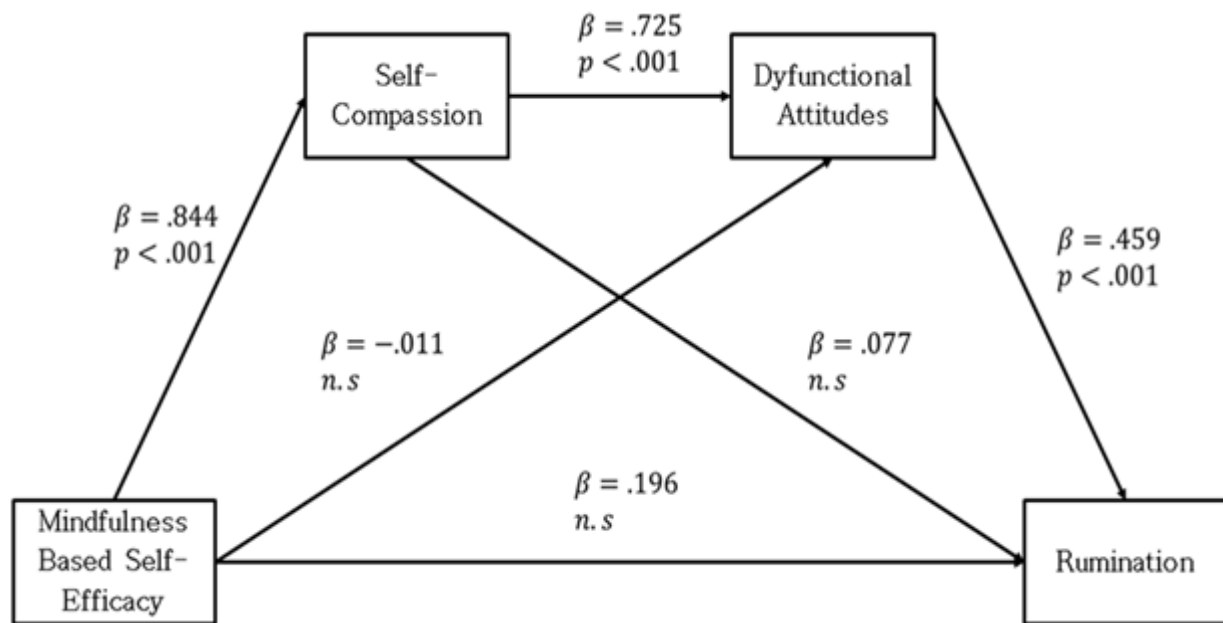 β = .725
p < .001
Self-
Compassion
Dyfunctional
Attitudes
β = .844
p < .001
β = .459
p < .001
β = −.011
n. s
β = .077
n. s
β = .196
n. s
Mindfulness
Based Self-
Efficacy
Rumination